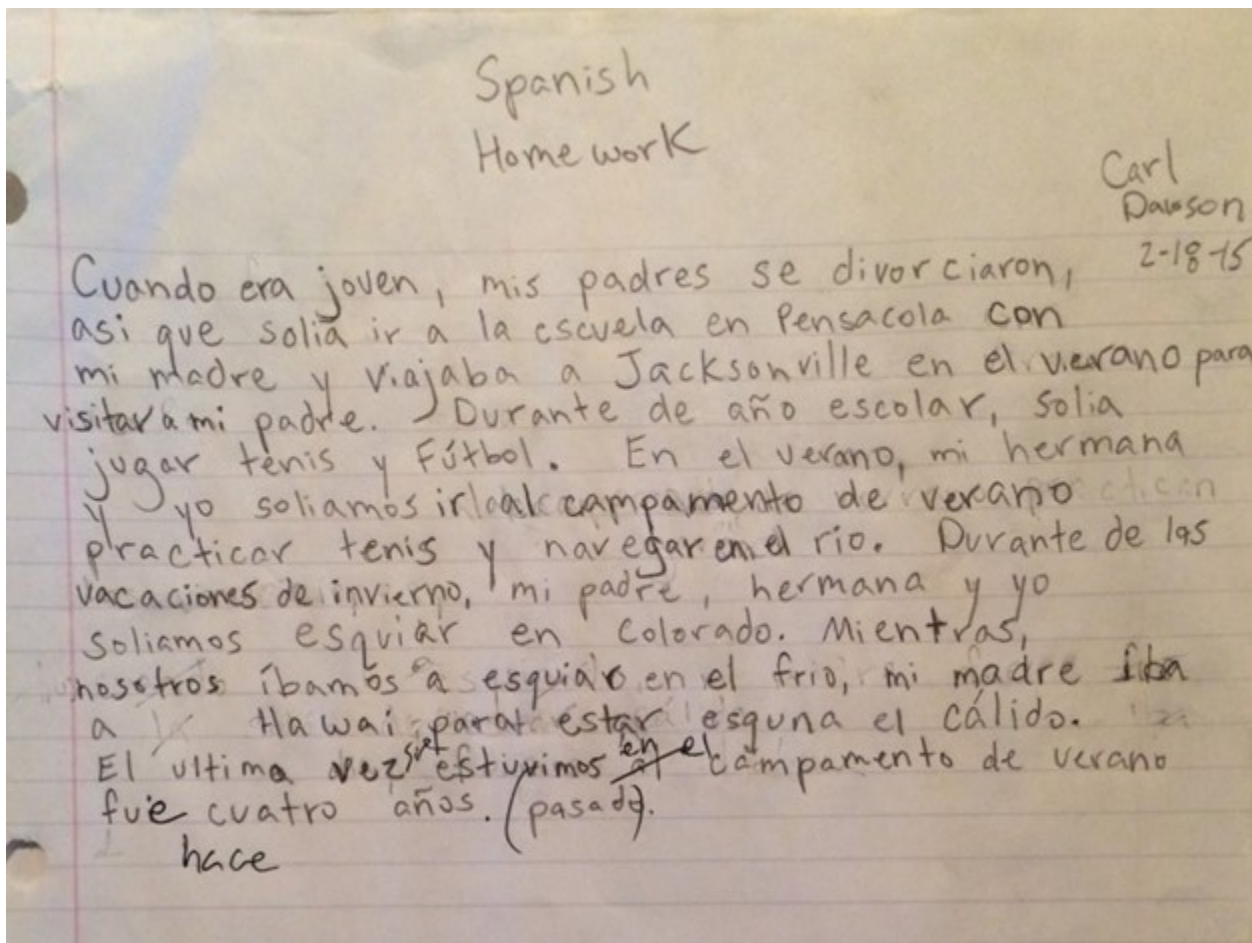 Spanish
Homework
Carl
Dawson
2-18-15
Cuando era joven, mis padres se divorciaron,
asi que solia ir a la escuela en Pensacola con
mi madre y viajaba a Jacksonville en el verano para
visitar a mi padre. Durante de año escolar, solia
jugar tenis y Fútbol. En el verano, mi hermana
y yo soliamos ir al campamento de verano
practicar tenis y navegar en el rio. Durante de las
vacaciones de invierno, mi padre, hermana y yo
soliamos esquiar en Colorado. Mientras,
nosotros íbamos a esquiar en el frio, mi madre iba
a Hawai para estar el cálido.
El ultima vez estuvimos en el campamento de verano
fue cuatro años. (pasado).
hace